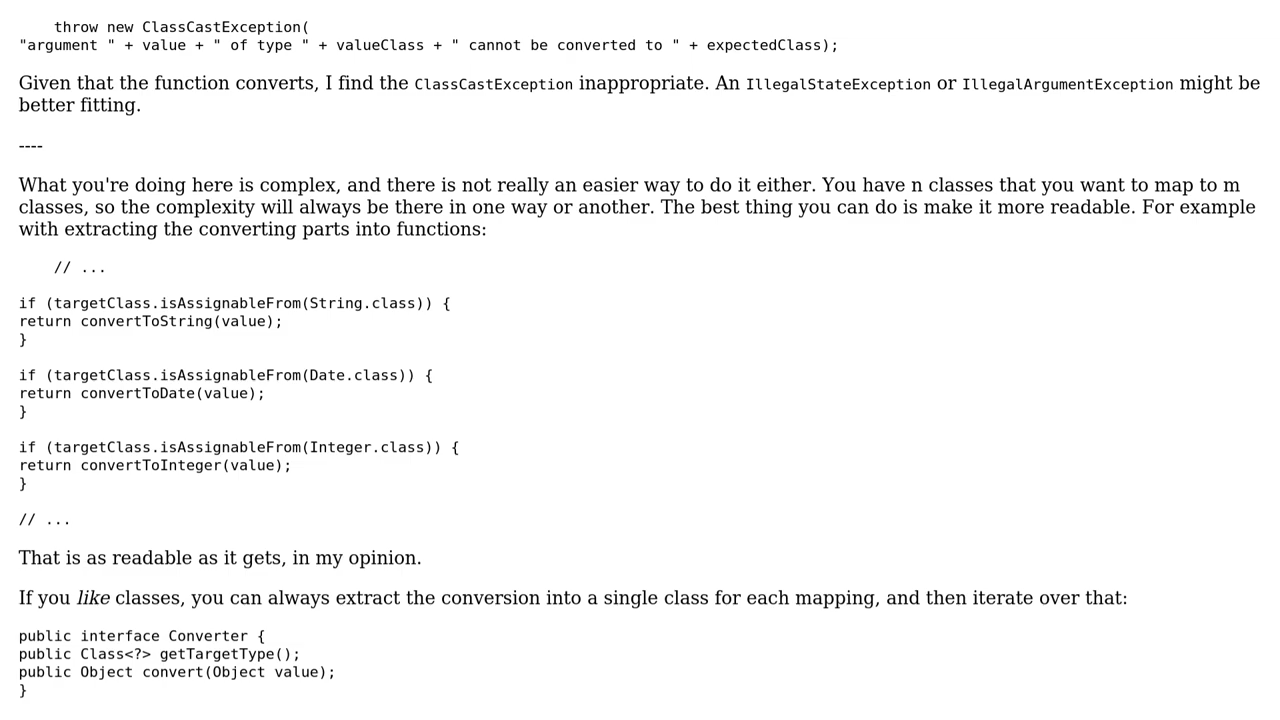 throw new ClassCastException(
"argument " + value + " of type " + valueClass + " cannot be converted to " + expectedClass);
Given that the function converts, I find the ClassCastException inappropriate. An IllegalStateException or IllegalArgumentException might be
better fitting.
----
What you're doing here is complex, and there is not really an easier way to do it either. You have n classes that you want to map to m
classes, so the complexity will always be there in one way or another. The best thing you can do is make it more readable. For example
with extracting the converting parts into functions:
// ...
if (targetClass.isAssignableFrom(String.class)) {
return convertToString(value);
}
if (targetClass.isAssignableFrom(Date.class)) {
return convertToDate(value);
}
if (targetClass.isAssignableFrom(Integer.class)) {
return convertToInteger(value);
}
// ...
That is as readable as it gets, in my opinion.
If you like classes, you can always extract the conversion into a single class for each mapping, and then iterate over that:
public interface Converter {
public Class<?> getTargetType();
public Object convert(Object value);
}